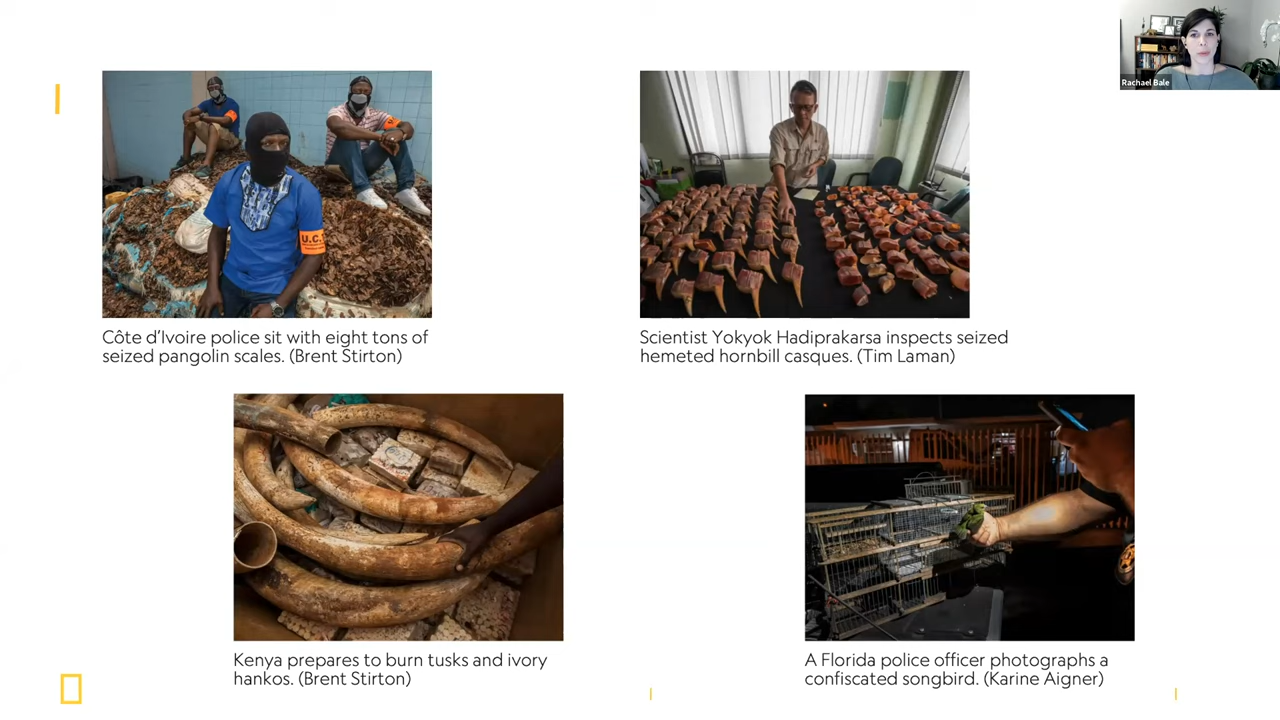 Rachael Bale
U.C.
Côte d'Ivoire police sit with eight tons of
seized pangolin scales. (Brent Stirton)
Scientist Yokyok Hadiprakarsa inspects seized
hemeted hornbill casques. (Tim Laman)
Kenya prepares to burn tusks and ivory
hankos. (Brent Stirton)
A Florida police officer photographs a
confiscated songbird. (Karine Aigner)